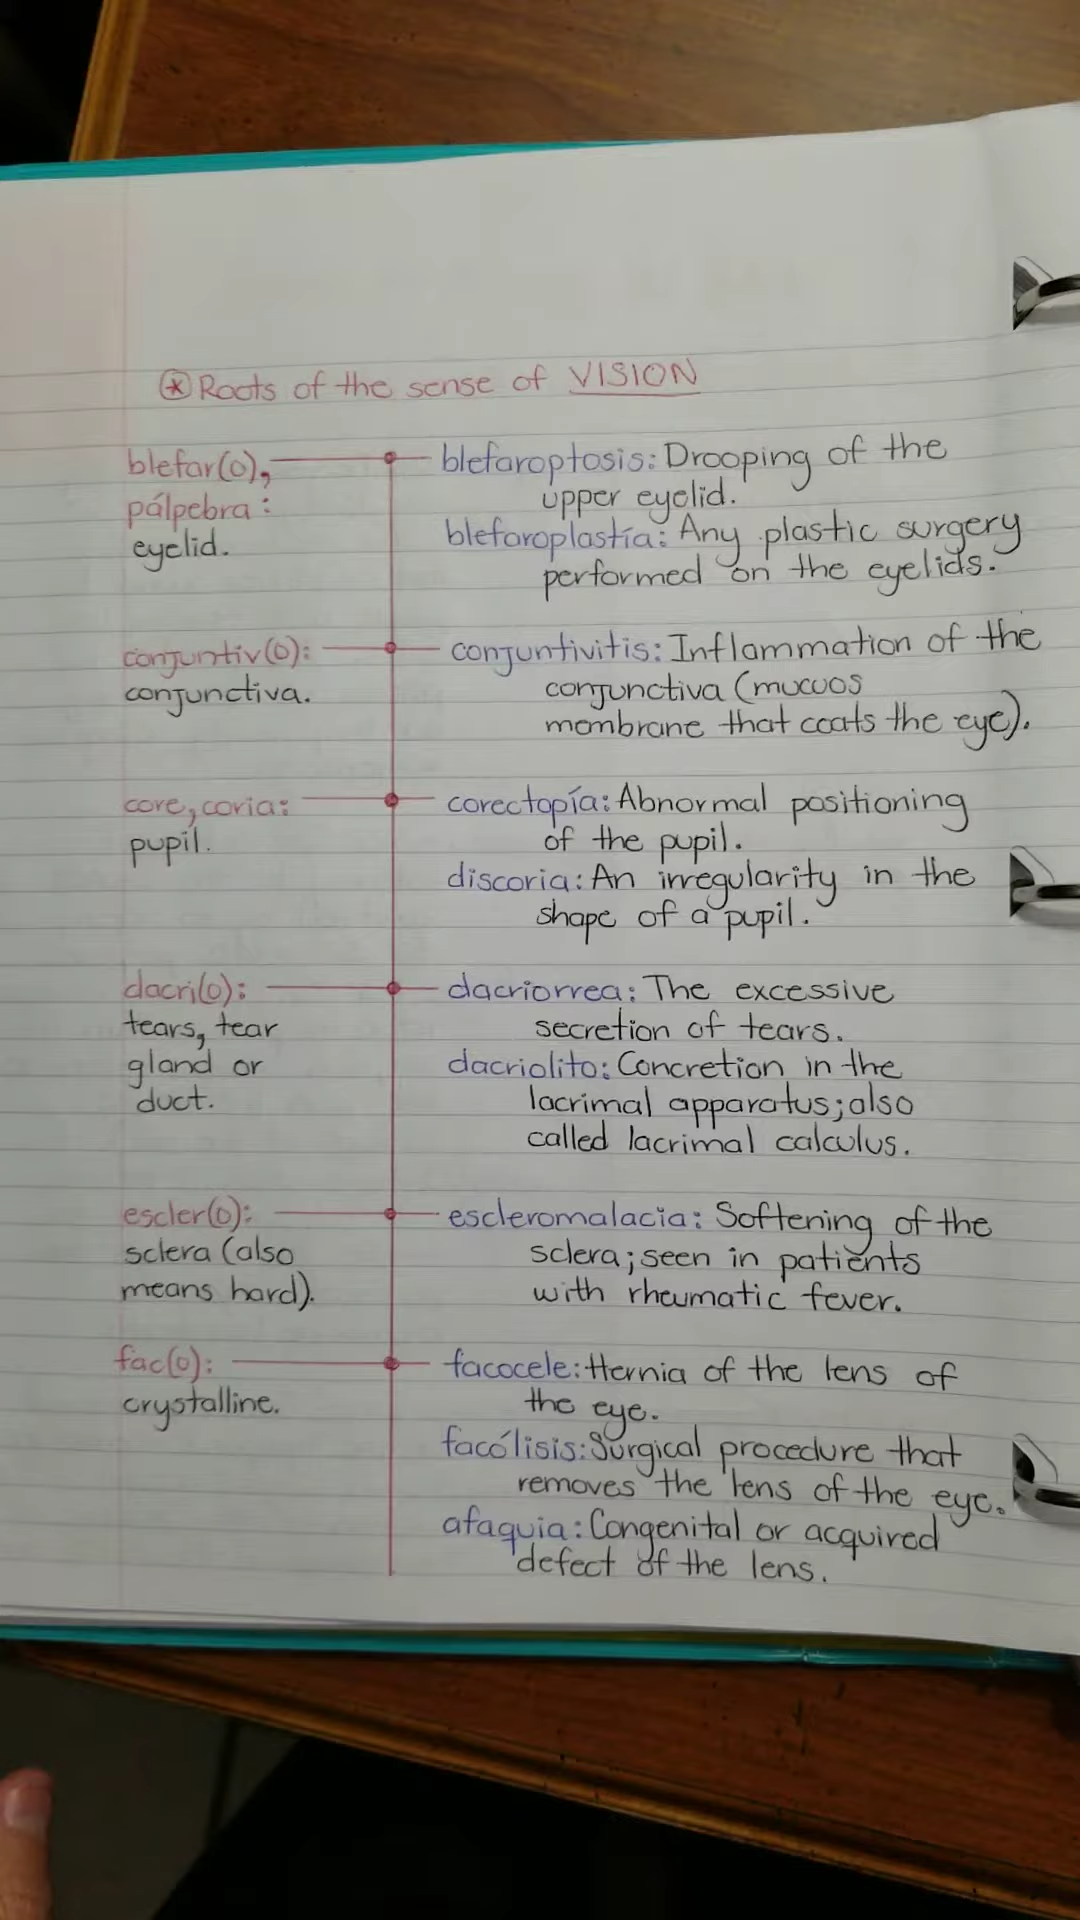 * Roots of the sense of VISION
blefar(o),
pálpebra:
eyelid.
blefaroptosis: Drooping of the
upper eyelid.
blefaroplastía: Any plastic surgery
performed on the eyelids.
conjuntiv(o):
conjunctiva.
conjuntivitis: Inflammation of the
conjunctiva (mucuos
mombrane that coats the eye).
core, coria:
pupil.
corectopía: Abnormal positioning
of the pupil.
discoria: An irregularity in the
shape of a pupil.
dacri(o):
tears, tear
gland or
duct.
dacriorrea: The excessive
secretion of tears.
dacriolito: Concretion in the
lacrimal apparatus; also
called lacrimal calculus.
escler(o):
sclera (also
means hard).
escleromalacia: Softening of the
sclera; seen in patients
with rheumatic fever.
fac(o):
crystalline.
facocele: Hernia of the lens of
the eye.
facólisis: Surgical procedure that
removes the lens of the eye.
afaquia: Congenital or acquired
defect of the lens.